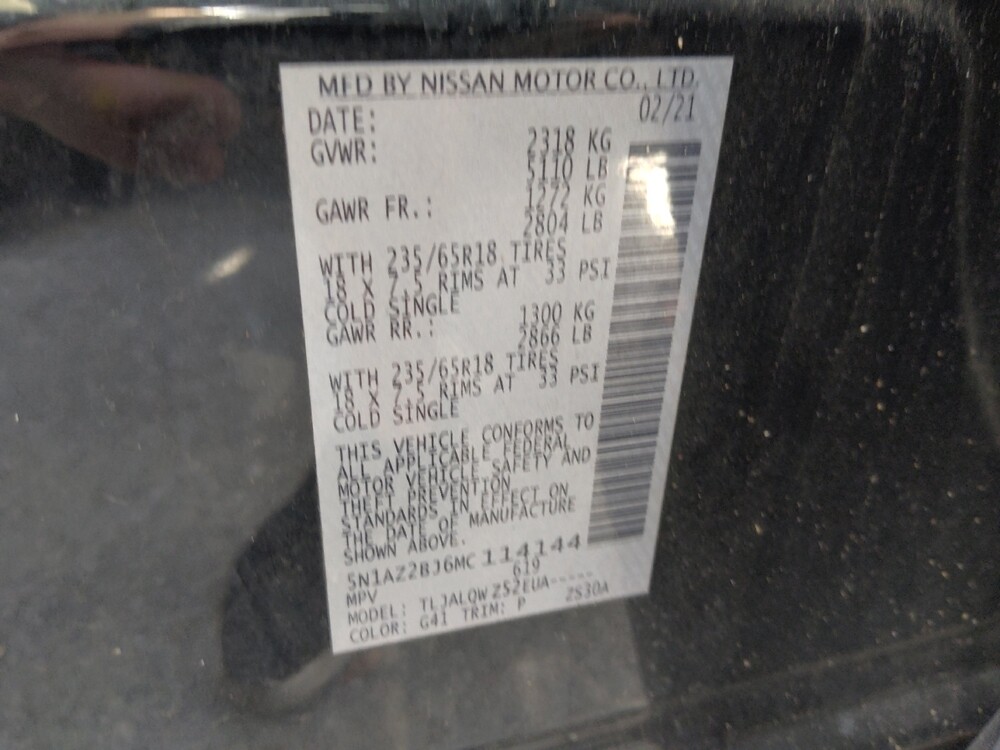 MFD BY NISSAN MOTOR CO., LTD.
DATE: 02/21
GVWR: 2318 KG
5110 LB
GAWR FR.: 1272 KG
2804 LB
WITH 235/65R18 TIRES
18 X 7.5 RIMS AT 33 PSI
COLD SINGLE
GAWR RR.: 1300 KG
2866 LB
WITH 235/65R18 TIRES
18 X 7.5 RIMS AT 33 PSI
COLD SINGLE
THIS VEHICLE CONFORMS TO
ALL APPLICABLE FEDERAL
MOTOR VEHICLE SAFETY AND
THEFT PREVENTION
STANDARDS IN EFFECT ON
THE DATE OF MANUFACTURE
SHOWN ABOVE.
5N1AZ2BJ6MC114144
MPV 619
MODEL: TLJALQWZS2EUA-----
COLOR: G41 TRIM: P ZS30A